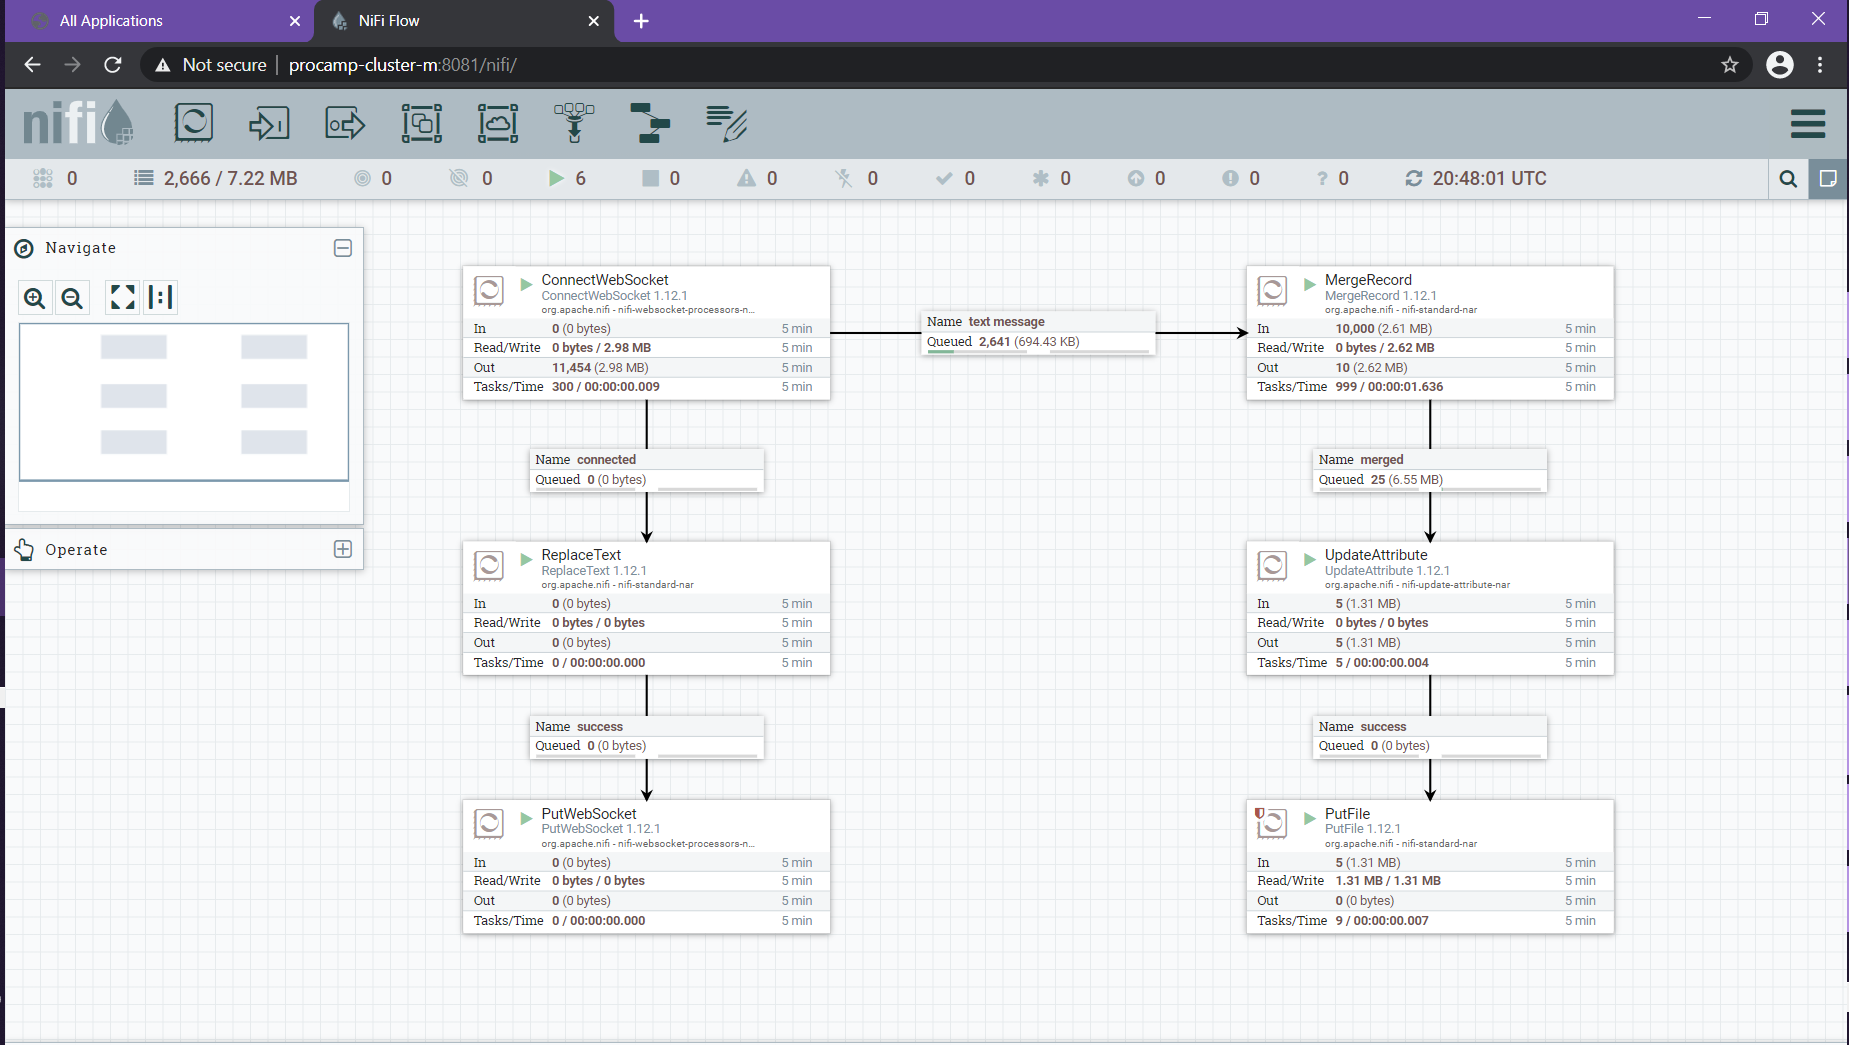 All Applications
NiFi Flow
Not secure
procamp-cluster-m:8081/nifi/
nifi
0
2,666 / 7.22 MB
0
0
6
0
0
0
0
0
0
0
? 0
20:48:01 UTC
Navigate
Operate
ConnectWebSocket
ConnectWebSocket 1.12.1
org.apache.nifi - nifi-websocket-processors-n...
In 0 (0 bytes) 5 min
Read/Write 0 bytes / 2.98 MB 5 min
Out 11,454 (2.98 MB) 5 min
Tasks/Time 300 / 00:00:00.009 5 min
Name text message
Queued 2,641 (694.43 KB)
MergeRecord
MergeRecord 1.12.1
org.apache.nifi - nifi-standard-nar
In 10,000 (2.61 MB) 5 min
Read/Write 0 bytes / 2.62 MB 5 min
Out 10 (2.62 MB) 5 min
Tasks/Time 999 / 00:00:01.636 5 min
Name connected
Queued 0 (0 bytes)
Name merged
Queued 25 (6.55 MB)
ReplaceText
ReplaceText 1.12.1
org.apache.nifi - nifi-standard-nar
In 0 (0 bytes) 5 min
Read/Write 0 bytes / 0 bytes 5 min
Out 0 (0 bytes) 5 min
Tasks/Time 0 / 00:00:00.000 5 min
UpdateAttribute
UpdateAttribute 1.12.1
org.apache.nifi - nifi-update-attribute-nar
In 5 (1.31 MB) 5 min
Read/Write 0 bytes / 0 bytes 5 min
Out 5 (1.31 MB) 5 min
Tasks/Time 5 / 00:00:00.004 5 min
Name success
Queued 0 (0 bytes)
Name success
Queued 0 (0 bytes)
PutWebSocket
PutWebSocket 1.12.1
org.apache.nifi - nifi-websocket-processors-n...
In 0 (0 bytes) 5 min
Read/Write 0 bytes / 0 bytes 5 min
Out 0 (0 bytes) 5 min
Tasks/Time 0 / 00:00:00.000 5 min
PutFile
PutFile 1.12.1
org.apache.nifi - nifi-standard-nar
In 5 (1.31 MB) 5 min
Read/Write 1.31 MB / 1.31 MB 5 min
Out 0 (0 bytes) 5 min
Tasks/Time 9 / 00:00:00.007 5 min